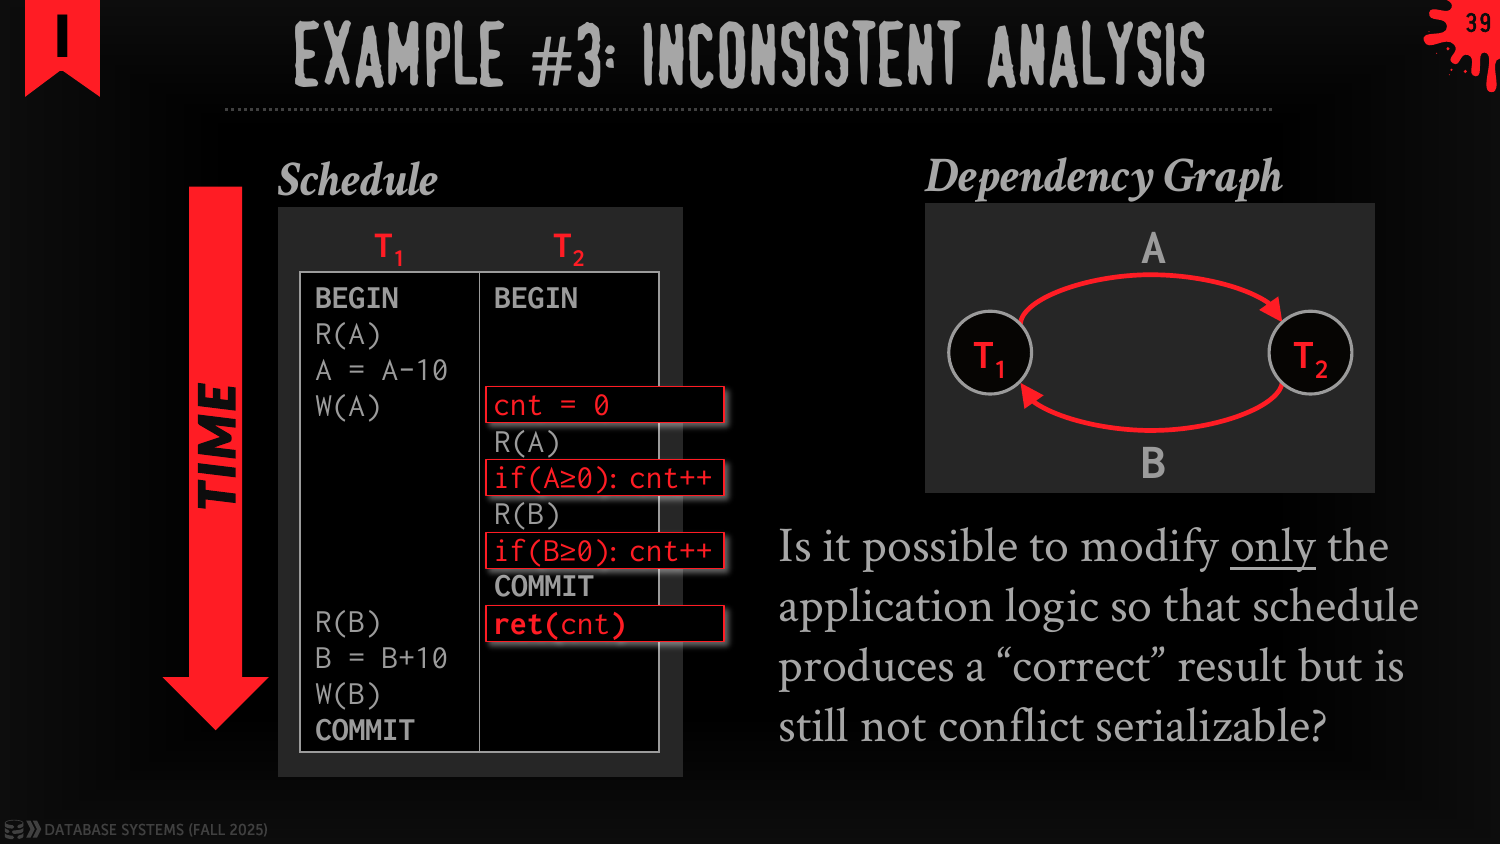 I
EXAMPLE #3: INCONSISTENT ANALYSIS
39
Schedule
T1
T2
BEGIN
R(A)
A = A-10
W(A)
R(B)
B = B+10
W(B)
COMMIT
BEGIN
cnt = 0
R(A)
if(A≥0): cnt++
R(B)
if(B≥0): cnt++
COMMIT
ret(cnt)
TIME
Dependency Graph
A
T1
T2
B
Is it possible to modify only the
application logic so that schedule
produces a “correct” result but is
still not conflict serializable?
DATABASE SYSTEMS (FALL 2025)